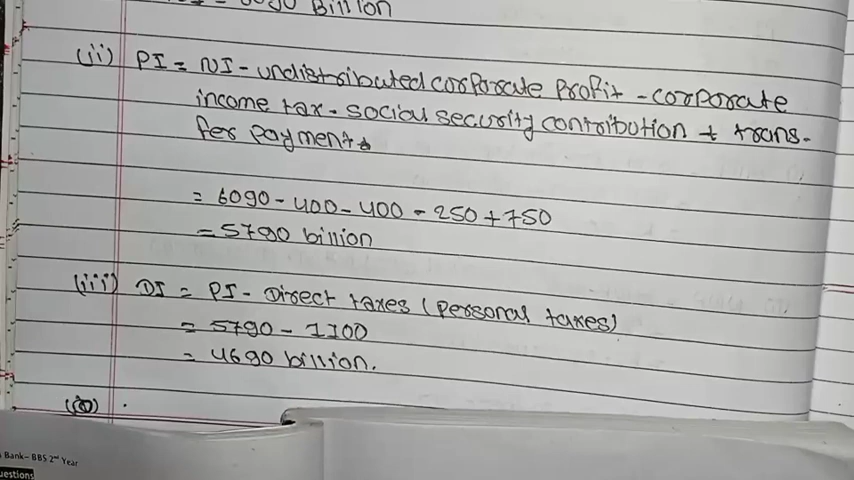 6090 Billion
(ii) PI = NI - undistributed corporate profit - corporate
income tax - social security contribution + trans-
fer payment
= 6090 - 400 - 400 - 250 + 750
= 5790 billion
(iii) DI = PI - Direct taxes (personal taxes)
= 5790 - 1100
= 4690 billion.
Bank– BBS 2nd Year
uestions